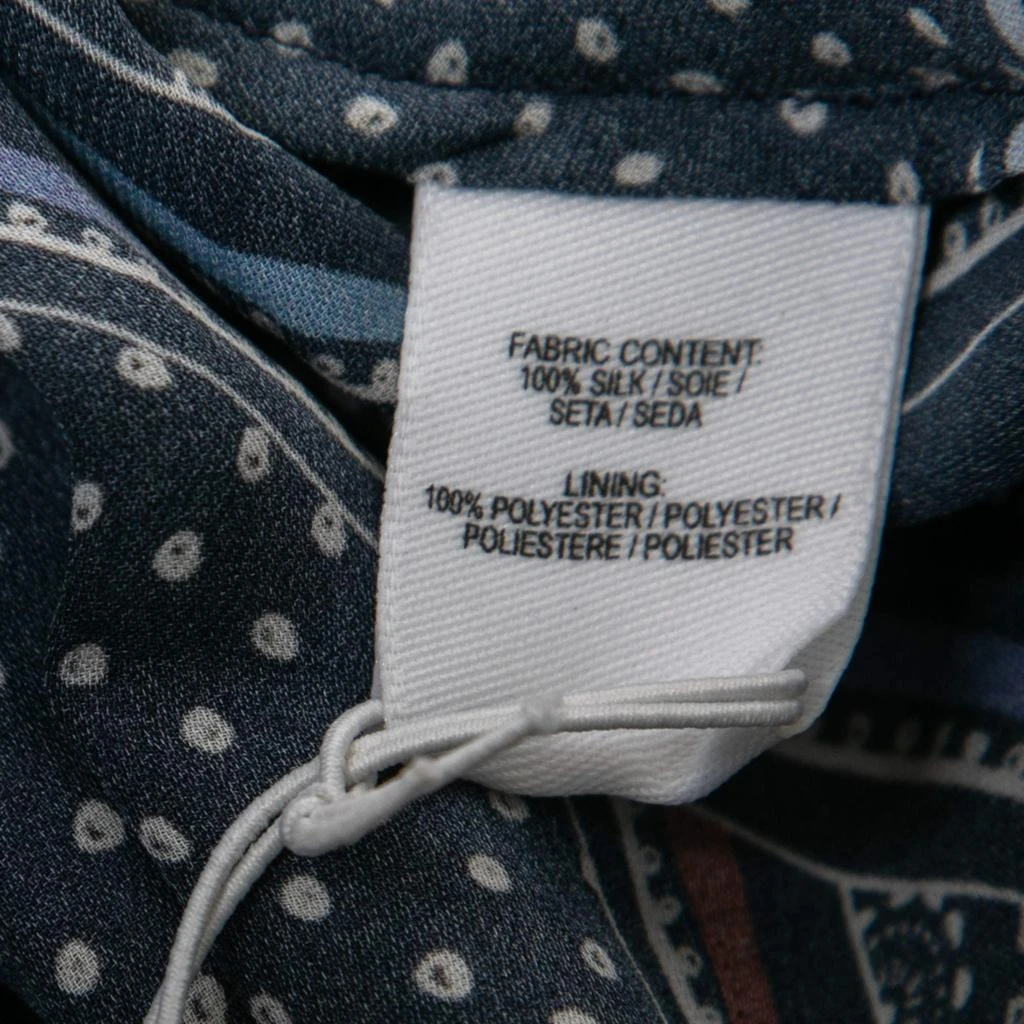 FABRIC CONTENT:
100% SILK / SOIE /
SETA / SEDA
LINING:
100% POLYESTER / POLYESTER /
POLIESTERE / POLIESTER